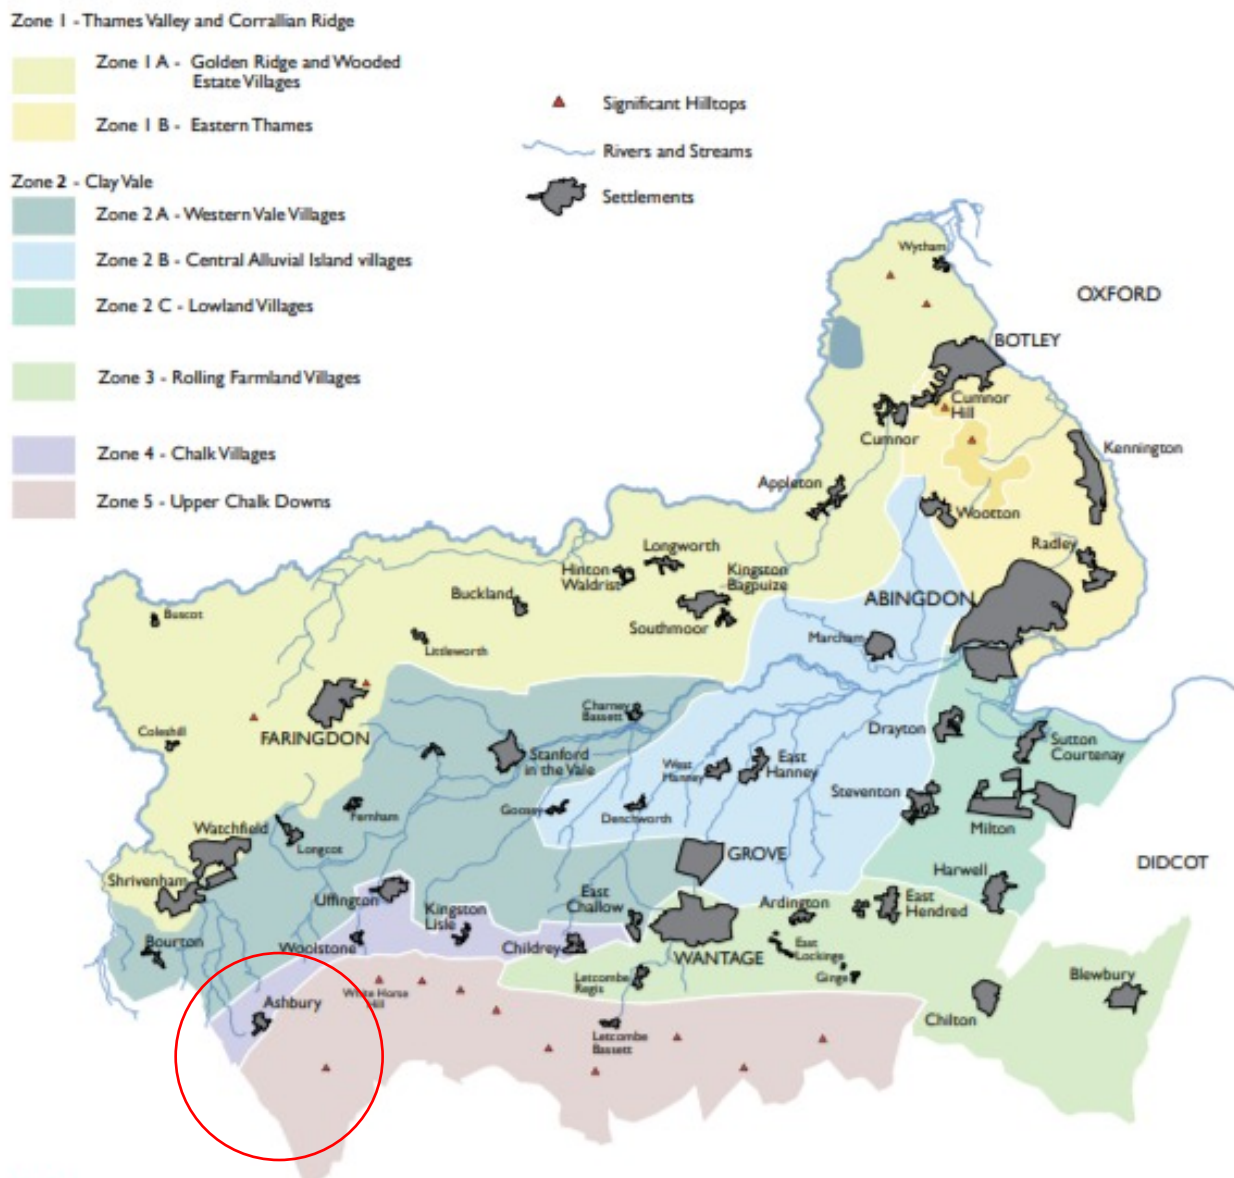 Zone 1 - Thames Valley and Corrallian Ridge
Zone 1 A - Golden Ridge and Wooded
Estate Villages
Zone 1 B - Eastern Thames
Zone 2 - Clay Vale
Zone 2 A - Western Vale Villages
Zone 2 B - Central Alluvial Island villages
Zone 2 C - Lowland Villages
Zone 3 - Rolling Farmland Villages
Zone 4 - Chalk Villages
Zone 5 - Upper Chalk Downs
Significant Hilltops
Rivers and Streams
Settlements
Wytham
OXFORD
BOTLEY
Cumnor
Hill
Cumnor
Kennington
Appleton
Wootton
Radley
Longworth
Hinton
Waldrist
Kingston
Bagpuize
Buckland
ABINGDON
Buscot
Southmoor
Marcham
Littleworth
Charney
Bassett
Drayton
Coleshill
FARINGDON
Sutton
Courtenay
Stanford
in the Vale
West
Hanney
East
Hanney
Steventon
Goosey
Denchworth
Fernham
Milton
Watchfield
Longcot
GROVE
DIDCOT
Harwell
Shrivenham
Uffington
East
Challow
Ardington
East
Hendred
Kingston
Lisle
Bourton
Woolstone
Childrey
WANTAGE
East
Lockinge
Letcombe
Regis
Ginge
Blewbury
White Horse
Hill
Ashbury
Chilton
Letcombe
Bassett